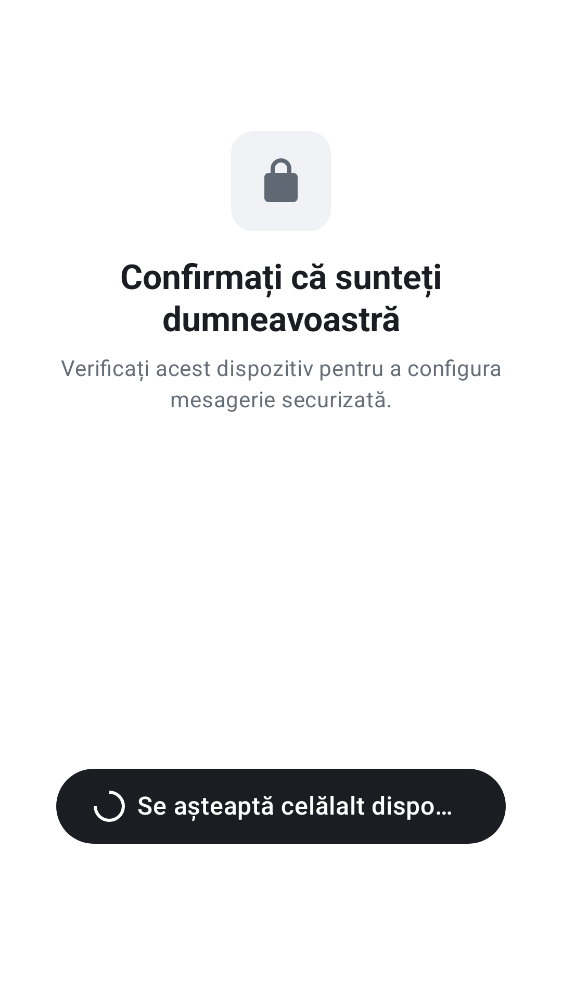 Confirmați că sunteți
dumneavoastră
Verificați acest dispozitiv pentru a configura
mesagerie securizată.
Se așteaptă celălalt dispo…